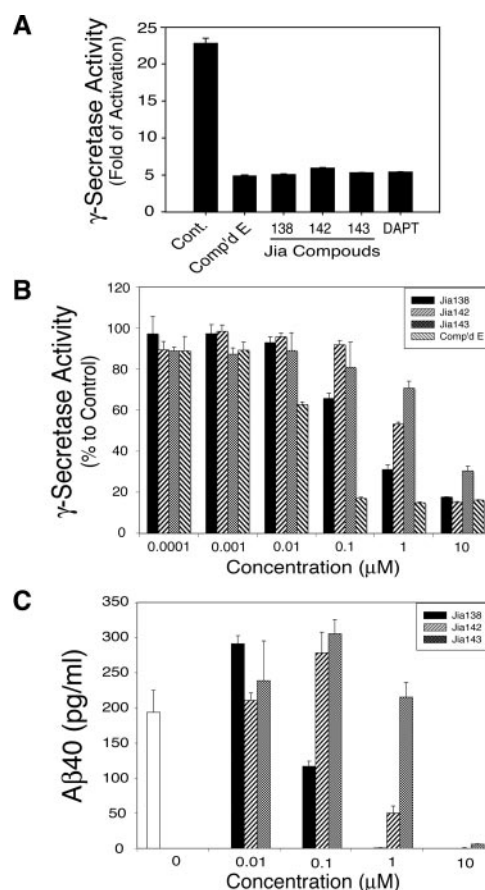 A
γ-Secretase Activity
(Fold of Activation)
25
20
15
10
5
0
Cont.
Comp'd E
138 142 143 DAPT
Jia Compouds
B
γ-Secretase Activity
(% to Control)
120
100
80
60
40
20
0
Jia138
Jia142
Jia143
Comp'd E
0.0001 0.001 0.01 0.1 1 10
Concentration (μM)
C
Aβ40 (pg/ml)
350
300
250
200
150
100
50
0
Jia138
Jia142
Jia143
0 0.01 0.1 1 10
Concentration (μM)